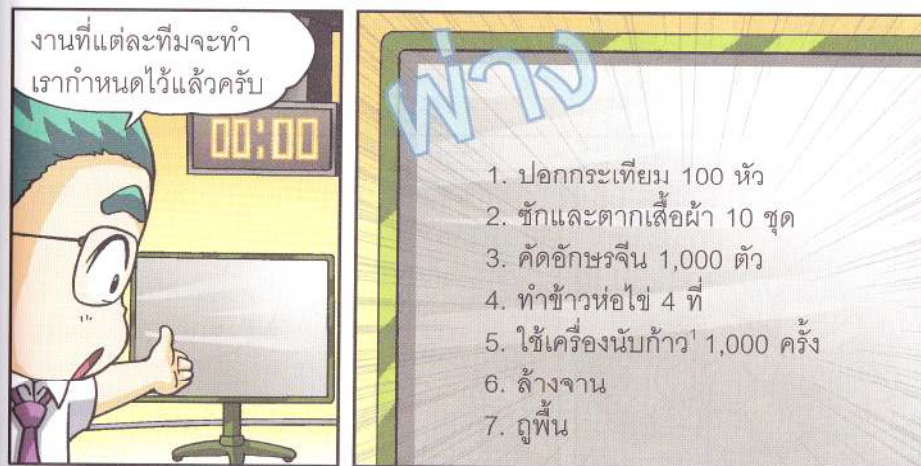 งานที่แต่ละทีมจะทำ
เรากำหนดไว้แล้วครับ
00:00
ผ่าง
1. ปอกกระเทียม 100 หัว
2. ซักและตากเสื้อผ้า 10 ชุด
3. คัดอักษรจีน 1,000 ตัว
4. ทำข้าวห่อไข่ 4 ที่
5. ใช้เครื่องนับก้าว¹ 1,000 ครั้ง
6. ล้างจาน
7. ถูพื้น